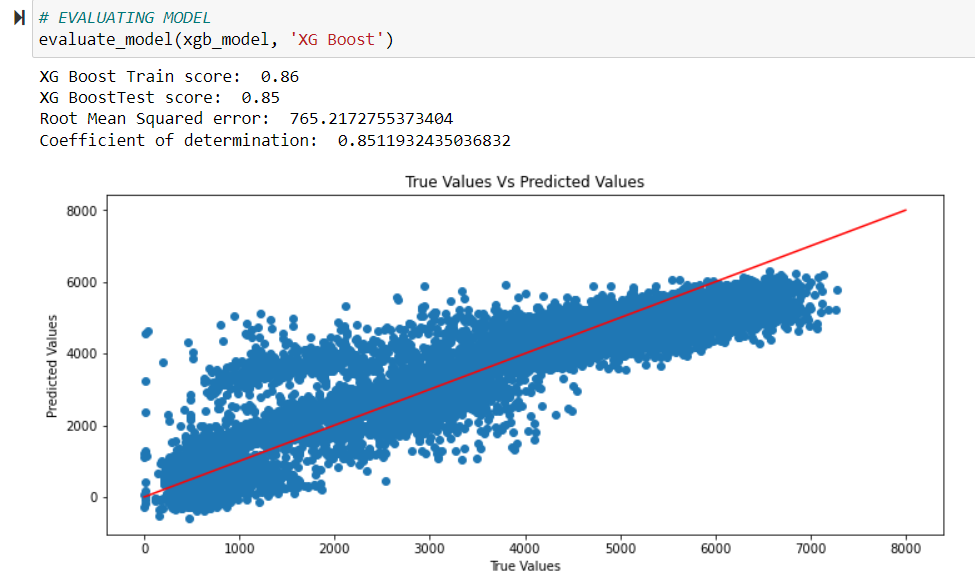 # EVALUATING MODEL
evaluate_model(xgb_model, 'XG Boost')
XG Boost Train score:  0.86
XG BoostTest score:  0.85
Root Mean Squared error:  765.2172755373404
Coefficient of determination:  0.8511932435036832
True Values Vs Predicted Values
8000
6000
4000
2000
0
Predicted Values
0 1000 2000 3000 4000 5000 6000 7000 8000
True Values